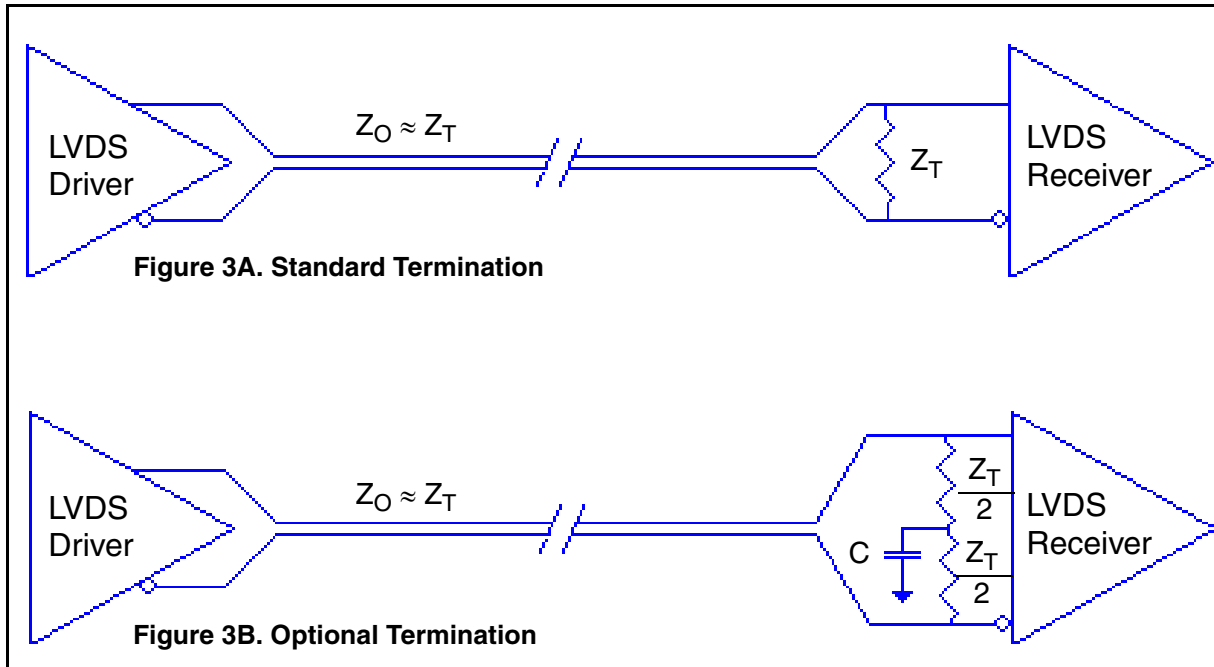 LVDS
Driver
Z_O ≈ Z_T
Z_T
LVDS
Receiver
Figure 3A. Standard Termination
LVDS
Driver
Z_O ≈ Z_T
C
Z_T
2
Z_T
2
LVDS
Receiver
Figure 3B. Optional Termination